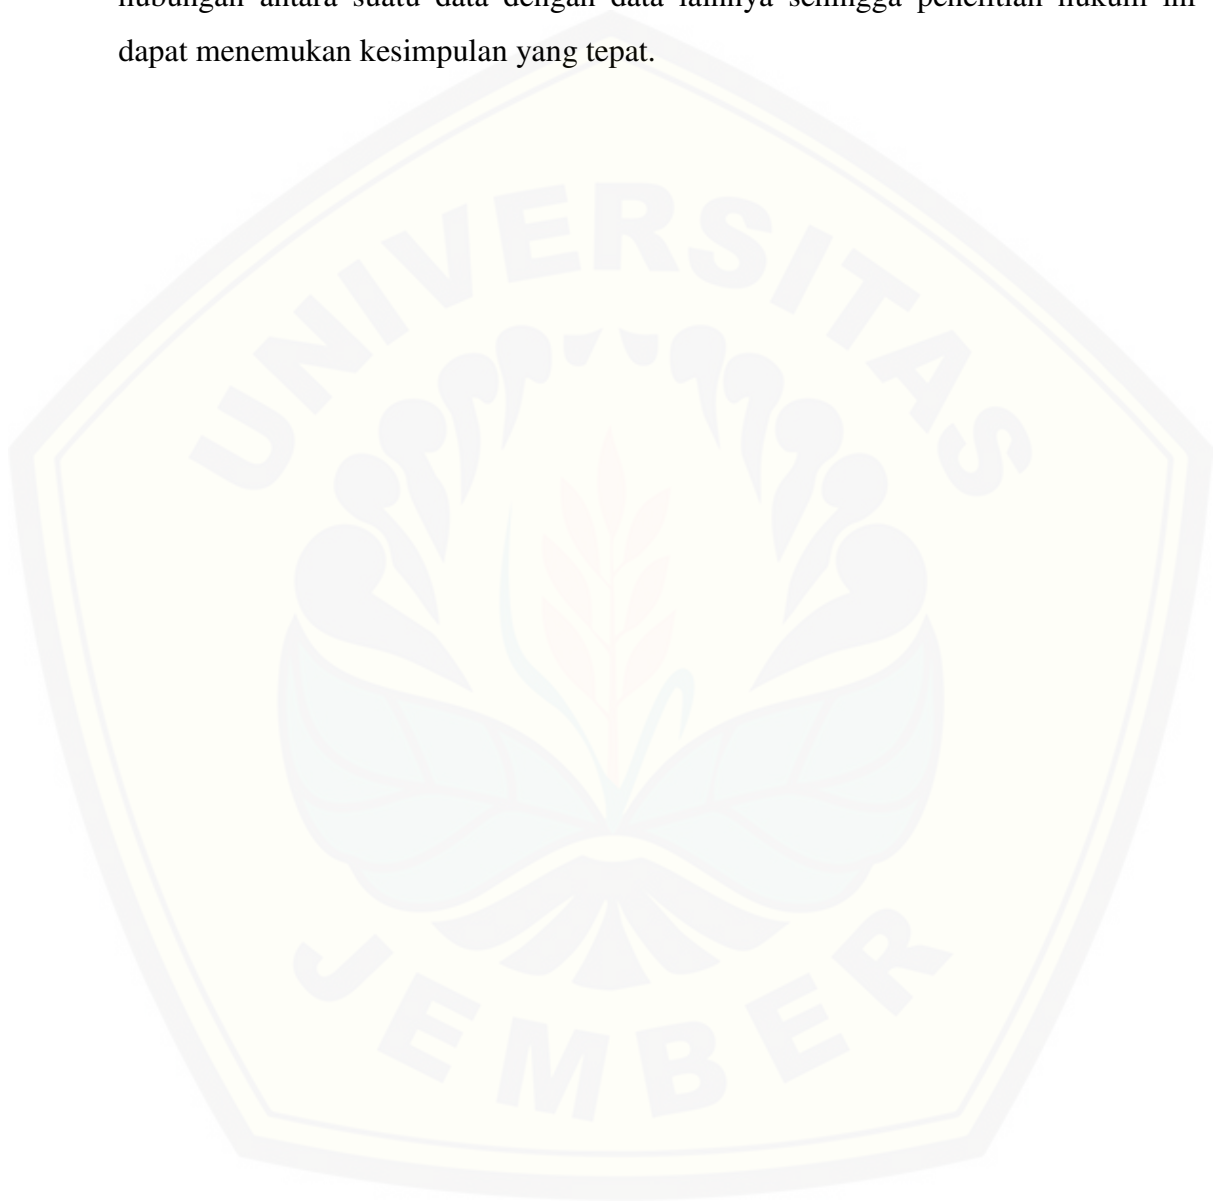 hubungan antara suatu data dengan data lainnya sehingga penelitian hukum ini
dapat menemukan kesimpulan yang tepat.
UNIVERSITAS
JEMBER